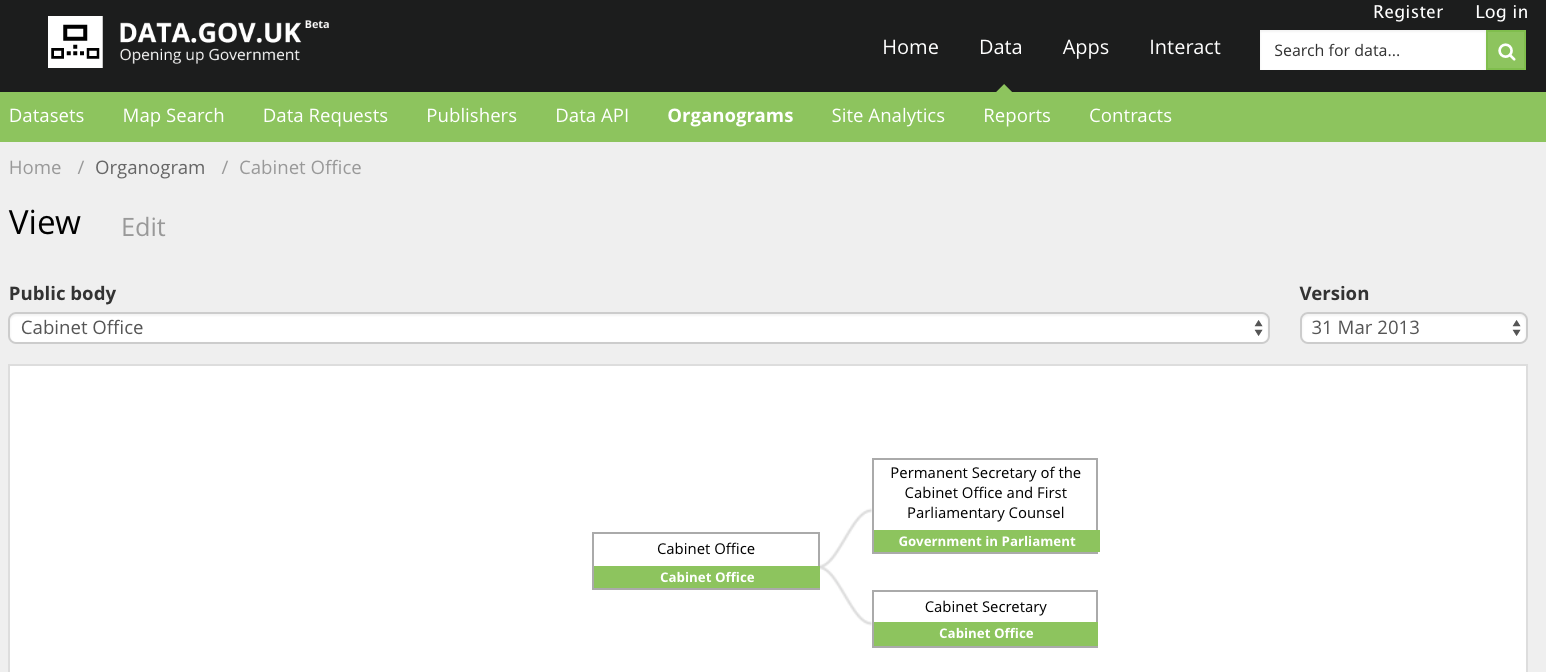 Register Log in
DATA.GOV.UK Beta
Opening up Government
Home Data Apps Interact Search for data...
Datasets Map Search Data Requests Publishers Data API Organograms Site Analytics Reports Contracts
Home / Organogram / Cabinet Office
View Edit
Public body Version
Cabinet Office 31 Mar 2013
Permanent Secretary of the
Cabinet Office and First
Parliamentary Counsel
Government in Parliament
Cabinet Office
Cabinet Office
Cabinet Secretary
Cabinet Office